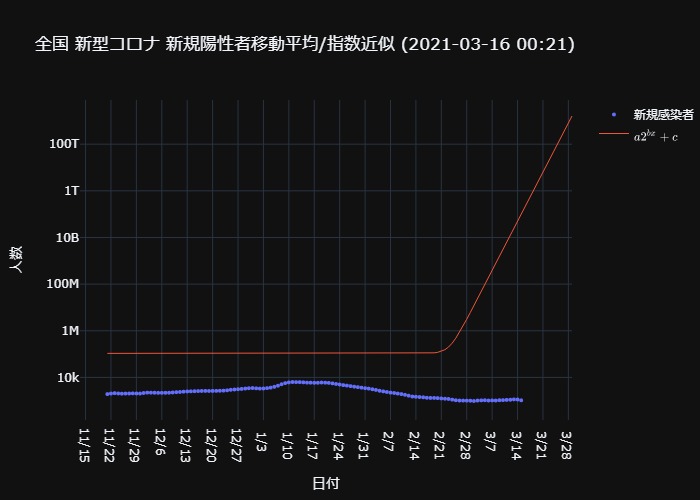 全国 新型コロナ 新規陽性者移動平均/指数近似 (2021-03-16 00:21)
新規感染者
a2^{bx} + c
人数
100T
1T
10B
100M
1M
10k
11/15
11/22
11/29
12/6
12/13
12/20
12/27
1/3
1/10
1/17
1/24
1/31
2/7
2/14
2/21
2/28
3/7
3/14
3/21
3/28
日付